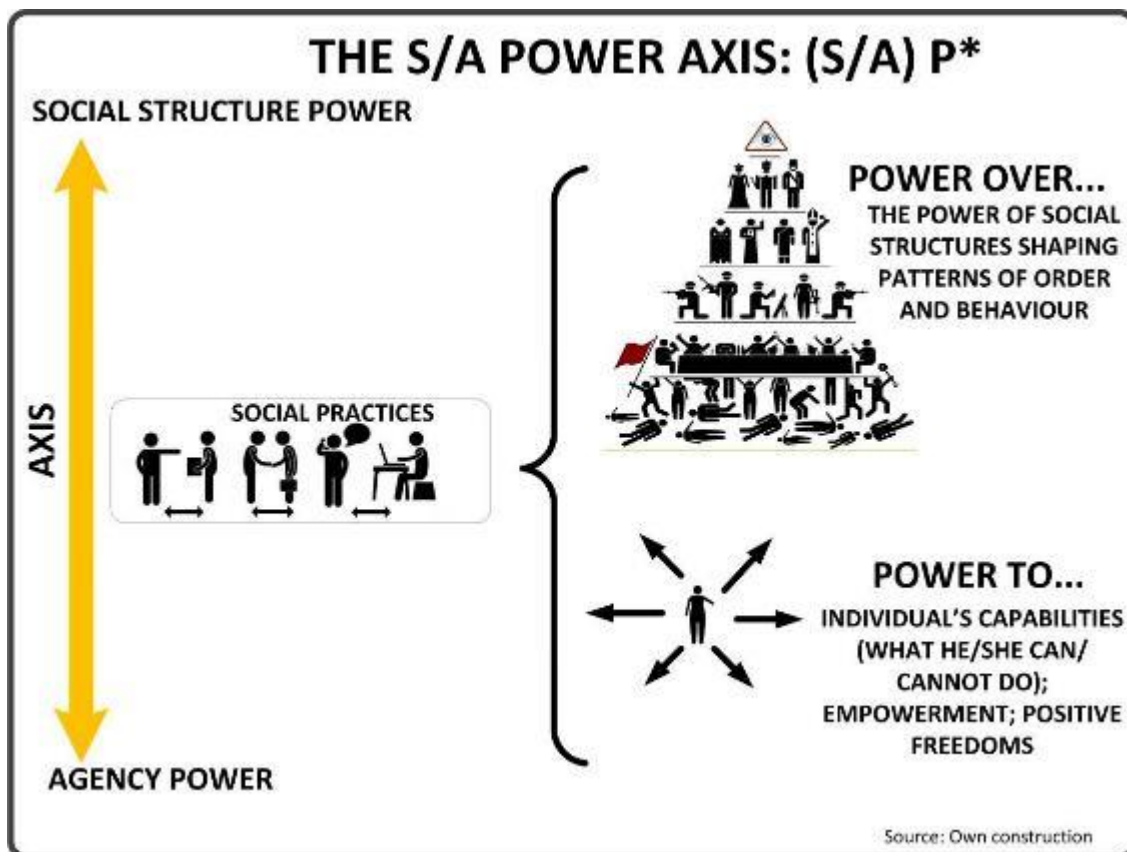 THE S/A POWER AXIS: (S/A) P*
SOCIAL STRUCTURE POWER
AXIS
SOCIAL PRACTICES
AGENCY POWER
POWER OVER...
THE POWER OF SOCIAL
STRUCTURES SHAPING
PATTERNS OF ORDER
AND BEHAVIOUR
POWER TO...
INDIVIDUAL'S CAPABILITIES
(WHAT HE/SHE CAN/
CANNOT DO);
EMPOWERMENT; POSITIVE
FREEDOMS
Source: Own construction